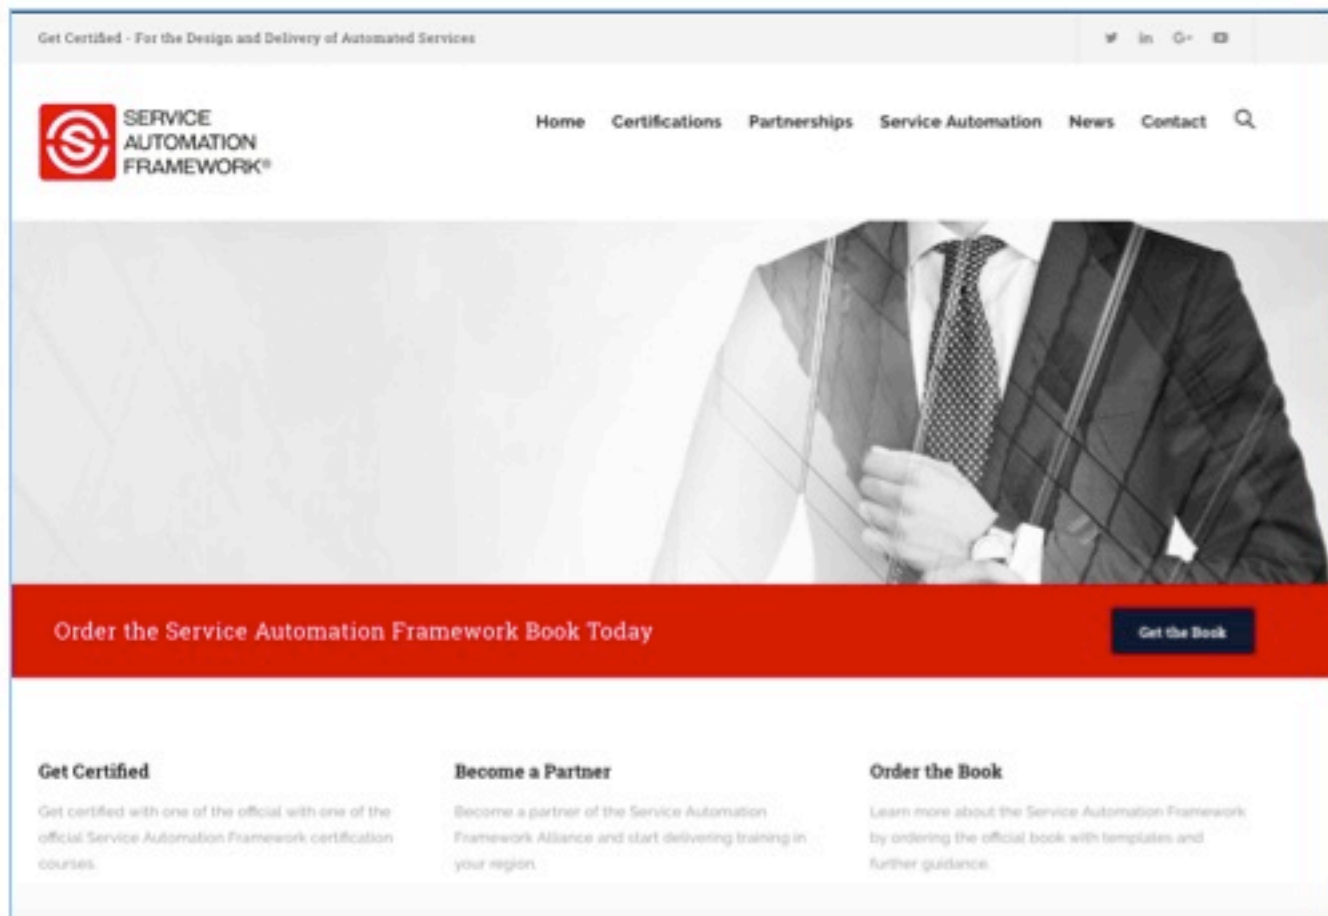 Get Certified - For the Design and Delivery of Automated Services
SERVICE
AUTOMATION
FRAMEWORK®
Home Certifications Partnerships Service Automation News Contact
Order the Service Automation Framework Book Today
Get the Book
Get Certified
Get certified with one of the official with one of the
official Service Automation Framework certification
courses.
Become a Partner
Become a partner of the Service Automation
Framework Alliance and start delivering training in
your region.
Order the Book
Learn more about the Service Automation Framework
by ordering the official book with templates and
further guidance.